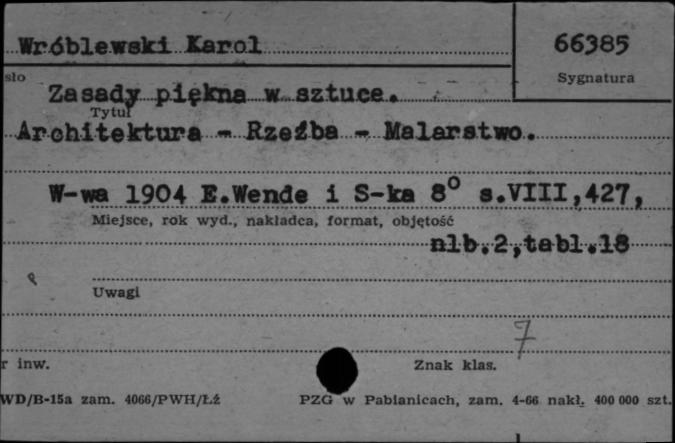 Wróblewski Karol
66385
sło
Sygnatura
Zasady piękna w sztuce.
Tytuł
Architektura - Rzeźba - Malarstwo.
W-wa 1904 E.Wende i S-ka 8° s.VIII,427,
Miejsce, rok wyd., nakładca, format, objętość
nlb.2,tabl.18
Uwagi
7
r inw.
Znak klas.
WD/B-15a zam. 4066/PWH/Łź
PZG w Pabianicach, zam. 4-66 nakł. 400 000 szt.